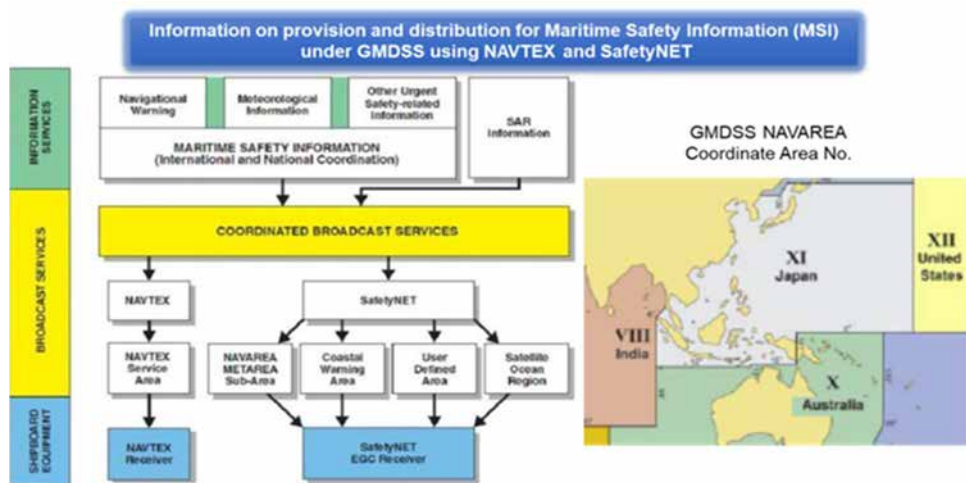 Information on provision and distribution for Maritime Safety Information (MSI)
under GMDSS using NAVTEX and SafetyNET
INFORMATION
SERVICES
Navigational
Warning
Meteorological
Information
Other Urgent
Safety-related
Information
SAR
Information
MARITIME SAFETY INFORMATION
(International and National Coordination)
BROADCAST SERVICES
COORDINATED BROADCAST SERVICES
NAVTEX
SafetyNET
NAVTEX
Service
Area
NAVAREA
METAREA
Sub-Area
Coastal
Warning
Area
User
Defined
Area
Satellite
Ocean
Region
SHIPBOARD
EQUIPMENT
NAVTEX
Receiver
SafetyNET
EGC Receiver
GMDSS NAVAREA
Coordinate Area No.
XI
Japan
XII
United
States
VIII
India
X
Australia